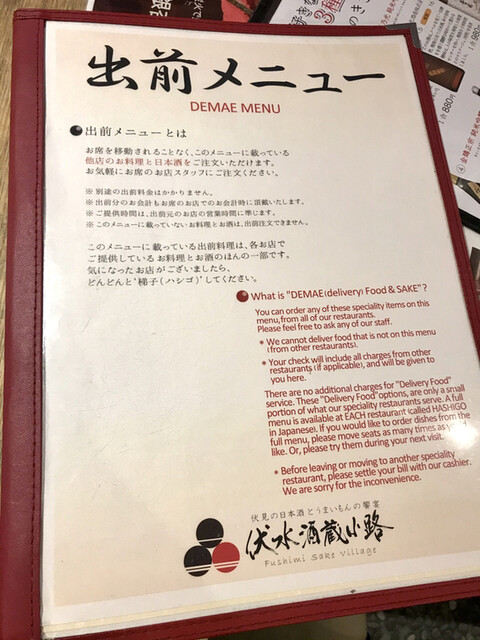 出前メニュー
DEMAE MENU
●出前メニューとは
お席を移動されることなく、このメニューに載っている
他店のお料理と日本酒をご注文いただけます。
お気軽にお席のお店スタッフにご注文ください。
※ 別途の出前料金はかかりません。
※ 出前分のお会計もお席のお店でのお会計時に頂戴いたします。
※ ご提供時間は、出前元のお店の営業時間に準じます。
※ このメニューに載っていないお料理とお酒は、出前注文できません。
このメニューに載っている出前料理は、各お店で
ご提供しているお料理とお酒のほんの一部です。
気になったお店がございましたら、
どんどんと'梯子(ハシゴ)'してください。
● What is "DEMAE(delivery) Food & SAKE" ?
You can order any of these speciality items on this
menu,from all of our restaurants.
Please feel free to ask any of our staff.
* We cannot deliver food that is not on this menu
(from other restaurants).
* Your check will include all charges from other
restaurants (if applicable), and will be given to
you here.
There are no additional charges for "Delivery Food"
service. These "Delivery Food"options, are only a small
portion of what our speciality restaurants serve. A full
menu is available at EACH restaurant (called HASHIGO
in Japanese). If you would like to order dishes from the
full menu, please move seats as many times as you'd
like. Or, please try them during your next visit.
* Before leaving or moving to another speciality
restaurant, please settle your bill with our cashier.
We are sorry for the inconvenience.
伏見の日本酒とうまいもんの饗宴
伏水酒蔵小路
Fushimi Sake Village
3種
880円